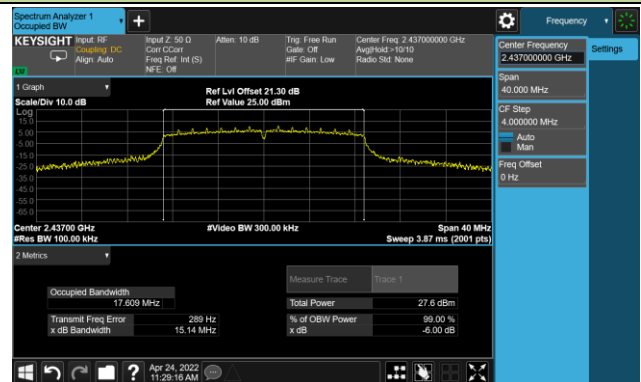 Spectrum Analyzer 1
Occupied BW
Frequency
KEYSIGHT
Input: RF
Coupling: DC
Align: Auto
Input Z: 50 Ω
Corr CCorr
Freq Ref: Int (S)
NFE: Off
Atten: 10 dB
Trig: Free Run
Gate: Off
#IF Gain: Low
Center Freq: 2.437000000 GHz
Avg|Hold:>10/10
Radio Std: None
Center Frequency
2.437000000 GHz
Settings
Span
40.000 MHz
CF Step
4.000000 MHz
Auto
Man
Freq Offset
0 Hz
1 Graph
Scale/Div 10.0 dB
Ref Lvl Offset 21.30 dB
Ref Value 25.00 dBm
Log
15.0
5.00
-5.00
-15.0
-25.0
-35.0
-45.0
-55.0
-65.0
Center 2.43700 GHz
#Res BW 100.00 kHz
#Video BW 300.00 kHz
Span 40 MHz
Sweep 3.87 ms (2001 pts)
2 Metrics
Measure Trace
Trace 1
Occupied Bandwidth
17.609 MHz
Total Power
27.6 dBm
Transmit Freq Error
289 Hz
% of OBW Power
99.00 %
x dB Bandwidth
15.14 MHz
x dB
-6.00 dB
Apr 24, 2022
11:29:16 AM